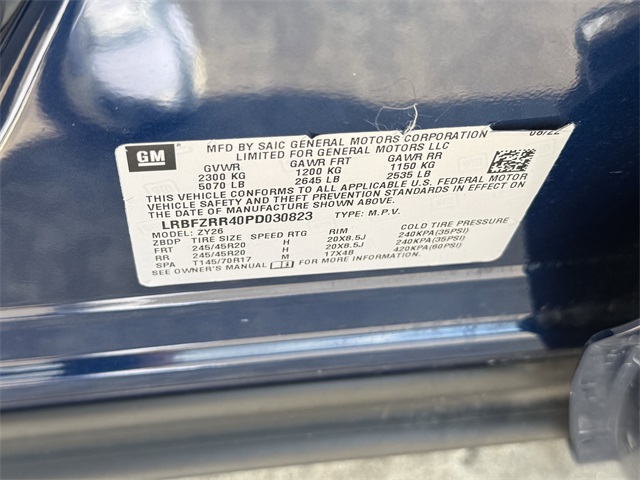 GM
MFD BY SAIC GENERAL MOTORS CORPORATION 08/22
LIMITED FOR GENERAL MOTORS LLC
GVWR GAWR FRT GAWR RR
2300 KG 1200 KG 1150 KG
5070 LB 2645 LB 2535 LB
THIS VEHICLE CONFORMS TO ALL APPLICABLE U.S. FEDERAL MOTOR
VEHICLE SAFETY AND THEFT PREVENTION STANDARDS IN EFFECT ON
THE DATE OF MANUFACTURE SHOWN ABOVE.
LRBFZRR40PD030823 TYPE: M.P.V.
MODEL: ZY26
ZBDP TIRE SIZE SPEED RTG RIM COLD TIRE PRESSURE
FRT 245/45R20 H 20X8.5J 240KPA(35PSI)
RR 245/45R20 H 20X8.5J 240KPA(35PSI)
SPA T145/70R17 M 17X4B 420KPA(60PSI)
SEE OWNER'S MANUAL FOR MORE INFORMATION.